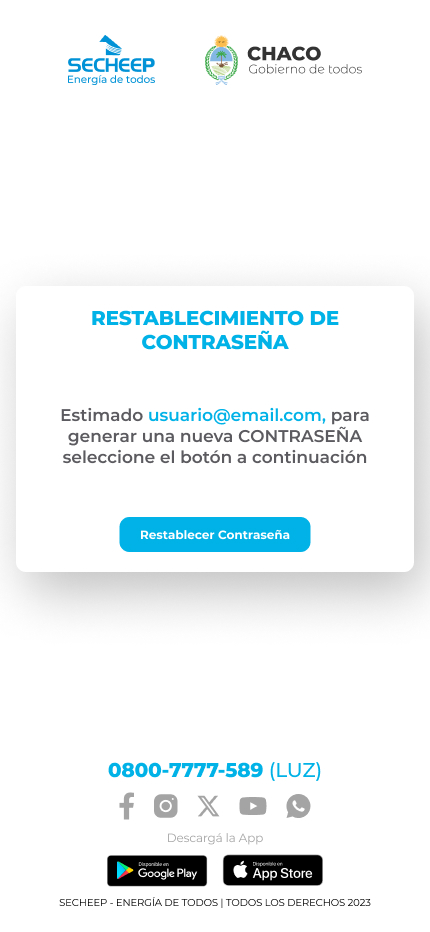 SECHEEP
Energía de todos
CHACO
Gobierno de todos
RESTABLECIMIENTO DE
CONTRASEÑA
Estimado usuario@email.com, para
generar una nueva CONTRASEÑA
seleccione el botón a continuación
Restablecer Contraseña
0800-7777-589 (LUZ)
Descargá la App
Disponible en
Google Play
Disponible en
App Store
SECHEEP - ENERGÍA DE TODOS | TODOS LOS DERECHOS 2023